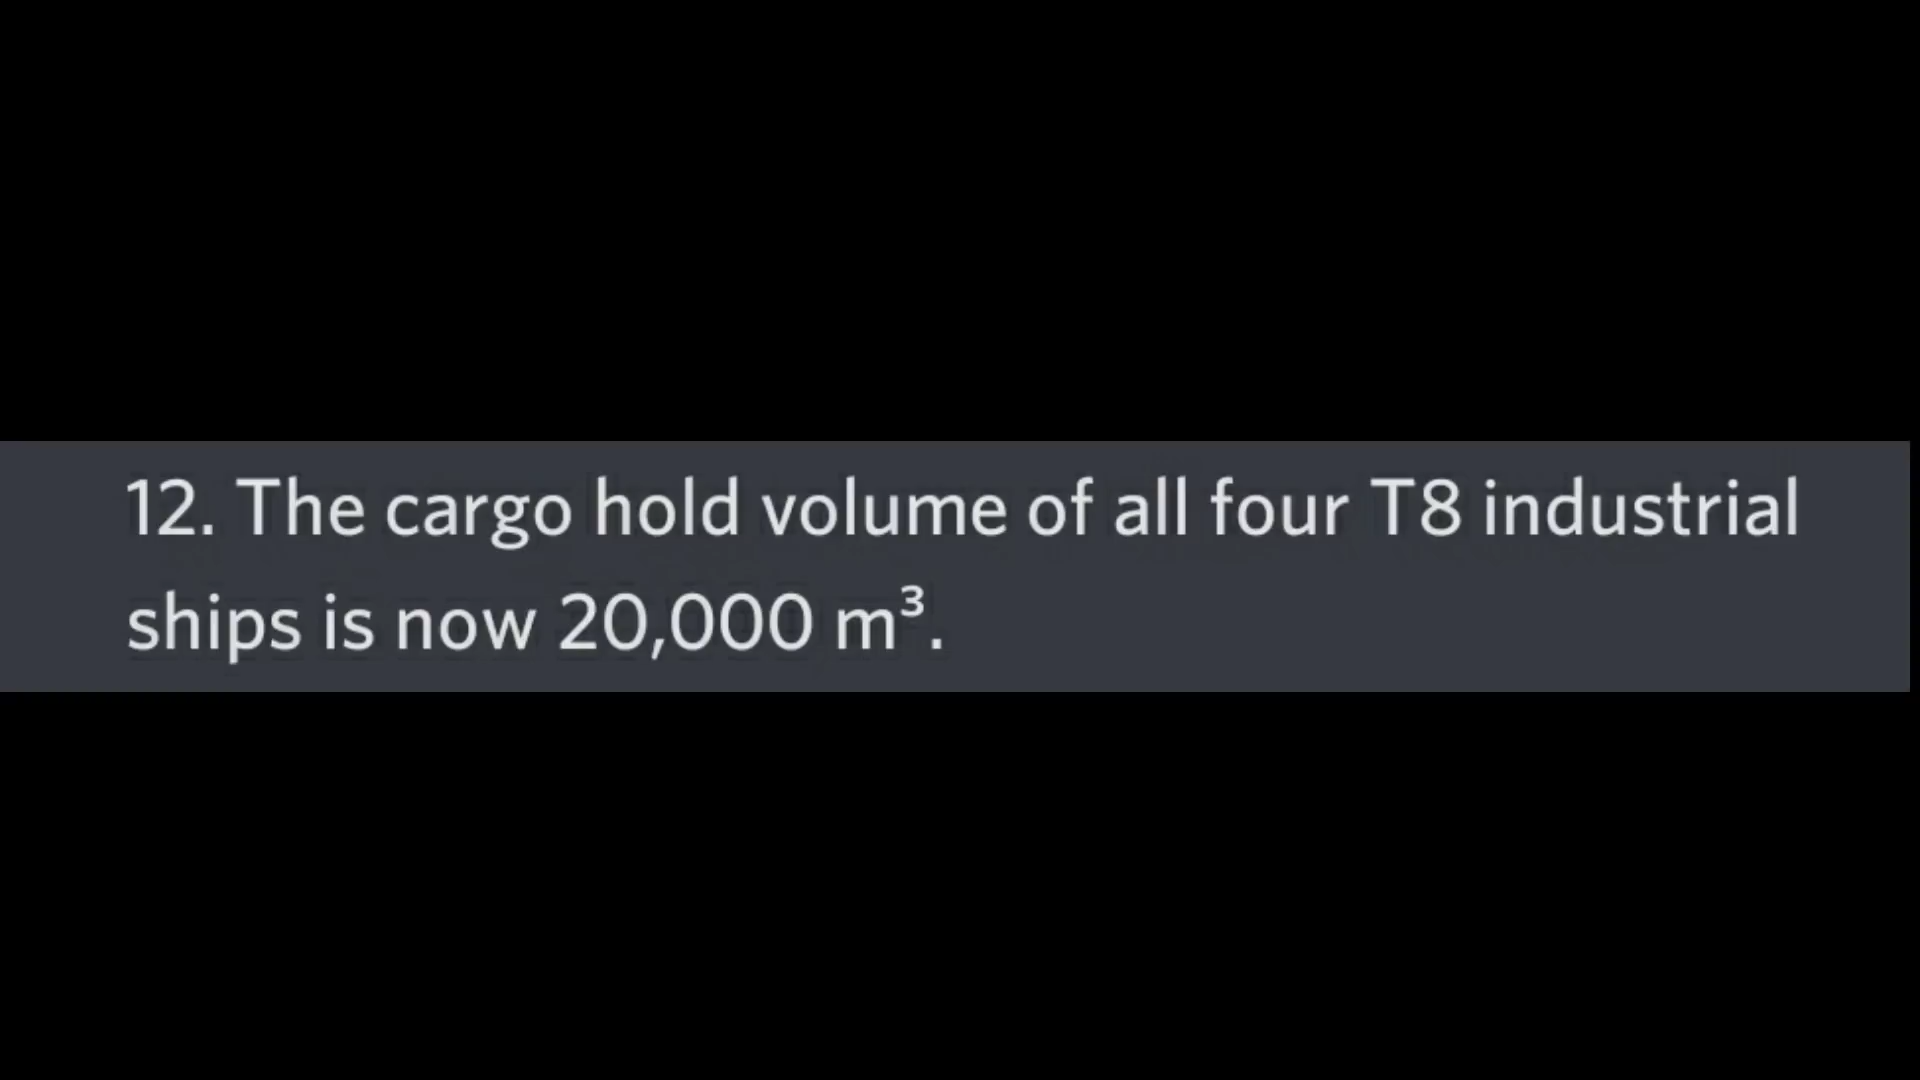 12. The cargo hold volume of all four T8 industrial
ships is now 20,000 m³.